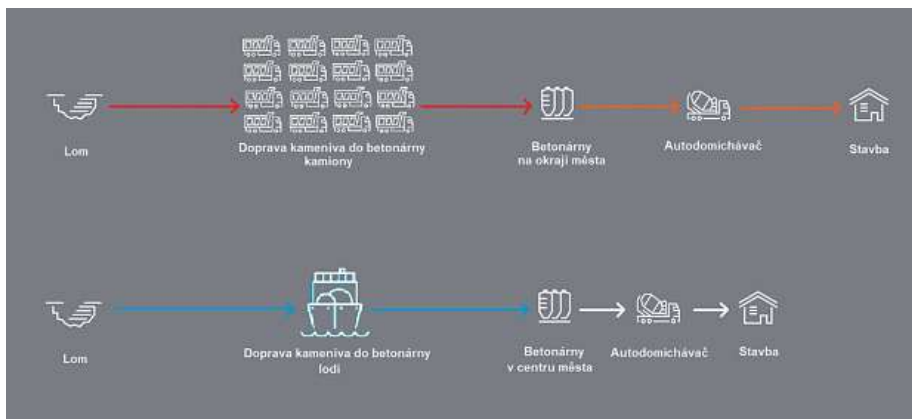 Lom
Doprava kameniva do betonárny
kamiony
Betonárny
na okraji města
Autodomíchávač
Stavba
Lom
Doprava kameniva do betonárny
lodí
Betonárny
v centru města
Autodomíchávač
Stavba